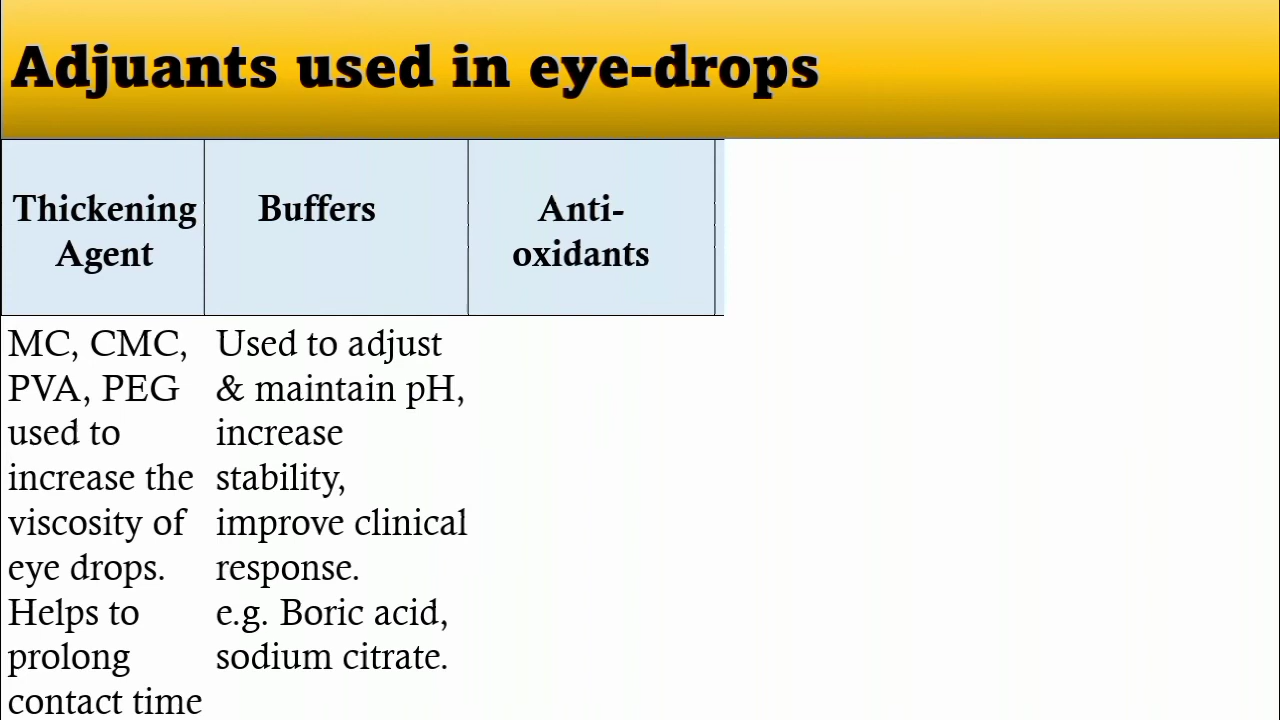 Adjuants used in eye-drops
Thickening
Agent
Buffers
Anti-
oxidants
MC, CMC,
PVA, PEG
used to
increase the
viscosity of
eye drops.
Helps to
prolong
contact time
Used to adjust
& maintain pH,
increase
stability,
improve clinical
response.
e.g. Boric acid,
sodium citrate.